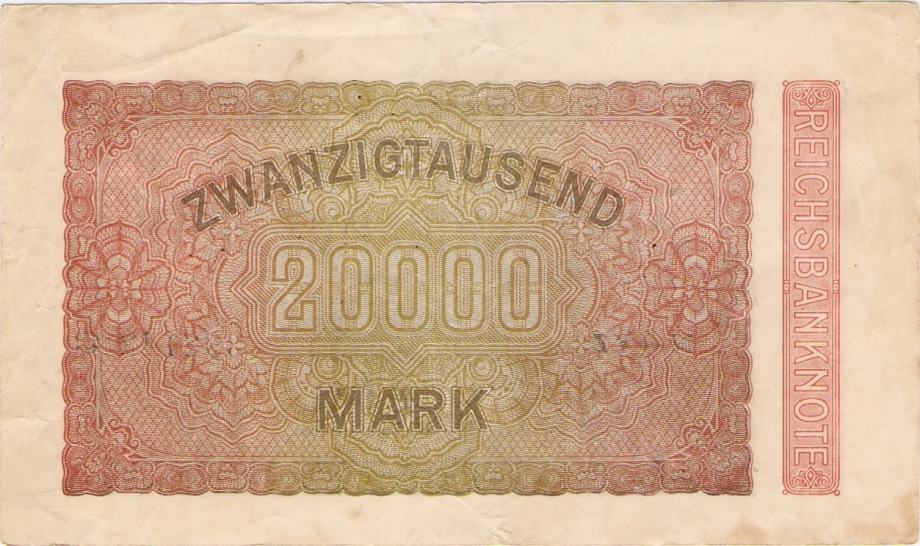 ZWANZIGTAUSEND
20000
MARK
REICHSBANKNOTE